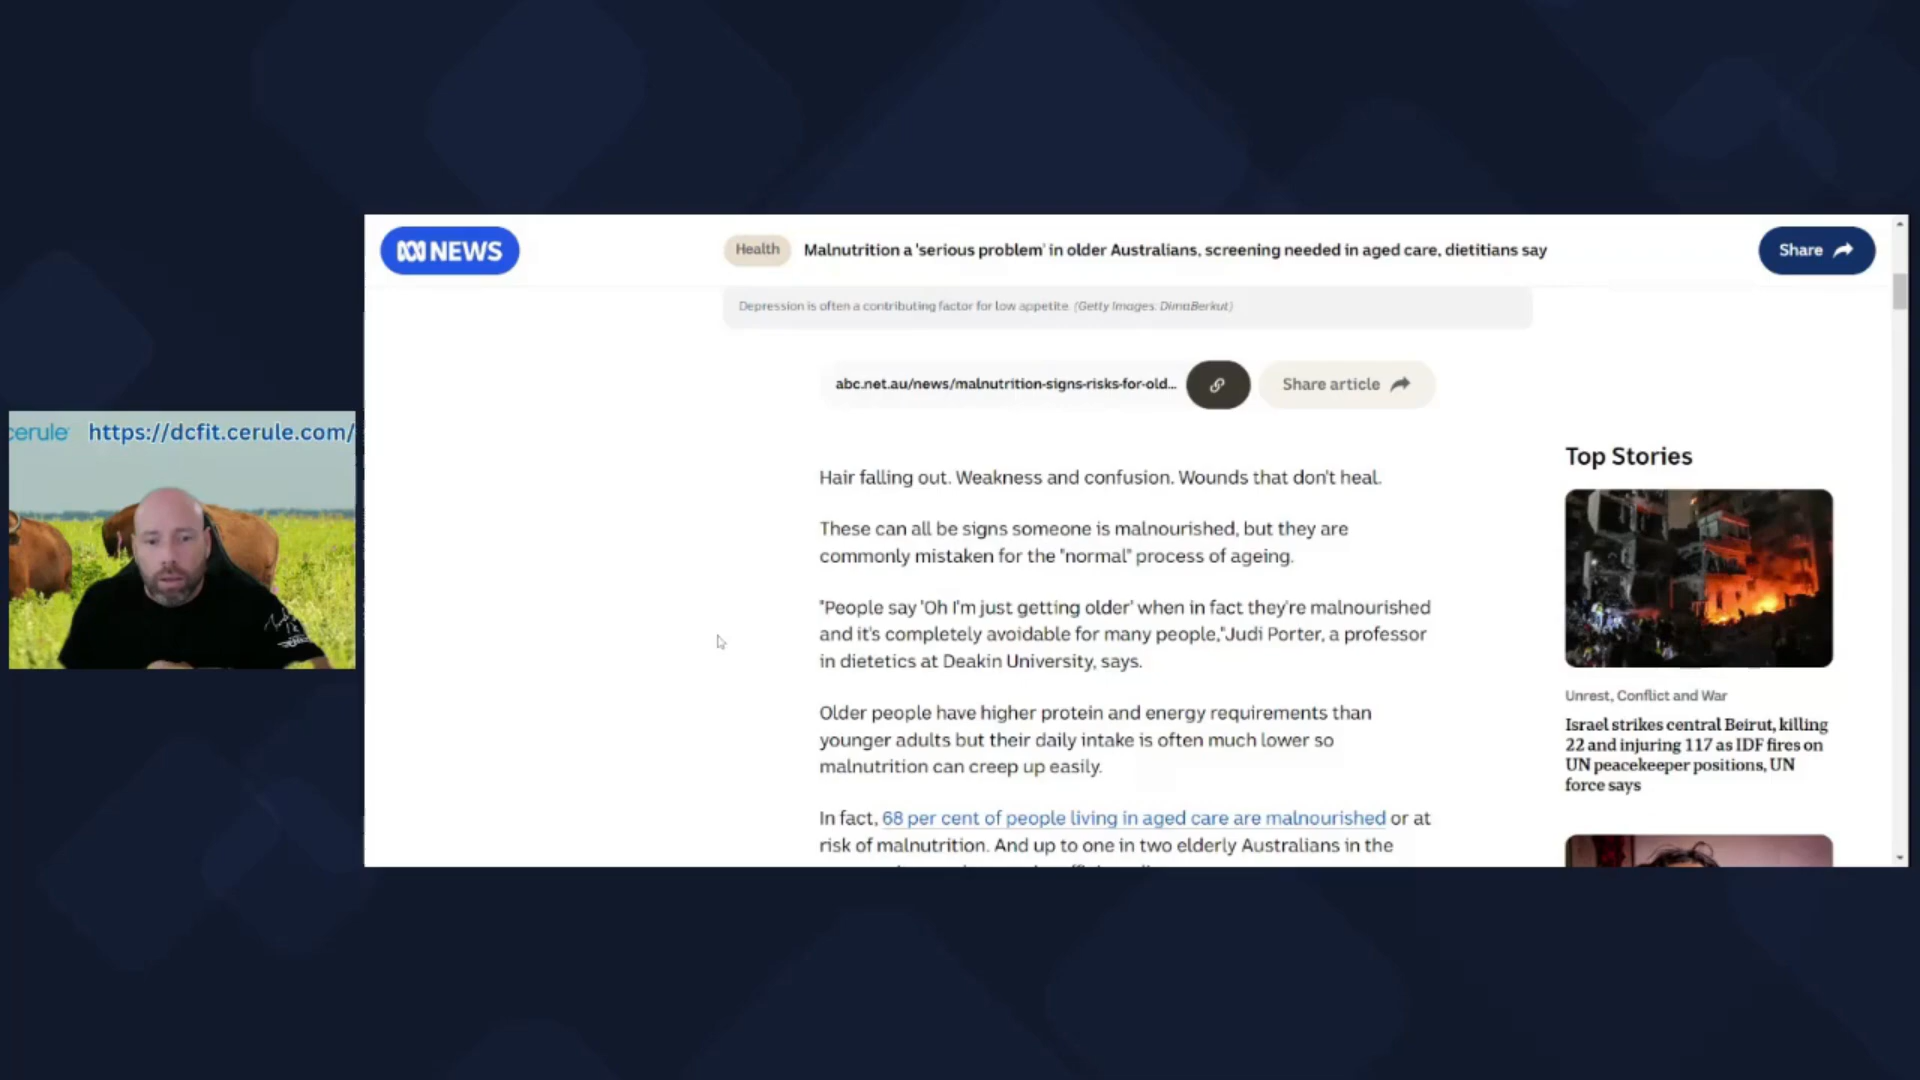 NEWS
Health
Malnutrition a 'serious problem' in older Australians, screening needed in aged care, dietitians say
Share
Depression is often a contributing factor for low appetite. (Getty Images: DimaBerkut)
abc.net.au/news/malnutrition-signs-risks-for-old...
Share article
cerule
https://dcfit.cerule.com/
Hair falling out. Weakness and confusion. Wounds that don't heal.
These can all be signs someone is malnourished, but they are
commonly mistaken for the "normal" process of ageing.
"People say 'Oh I'm just getting older' when in fact they're malnourished
and it's completely avoidable for many people,"Judi Porter, a professor
in dietetics at Deakin University, says.
Older people have higher protein and energy requirements than
younger adults but their daily intake is often much lower so
malnutrition can creep up easily.
In fact, 68 per cent of people living in aged care are malnourished or at
risk of malnutrition. And up to one in two elderly Australians in the
Top Stories
Unrest, Conflict and War
Israel strikes central Beirut, killing
22 and injuring 117 as IDF fires on
UN peacekeeper positions, UN
force says